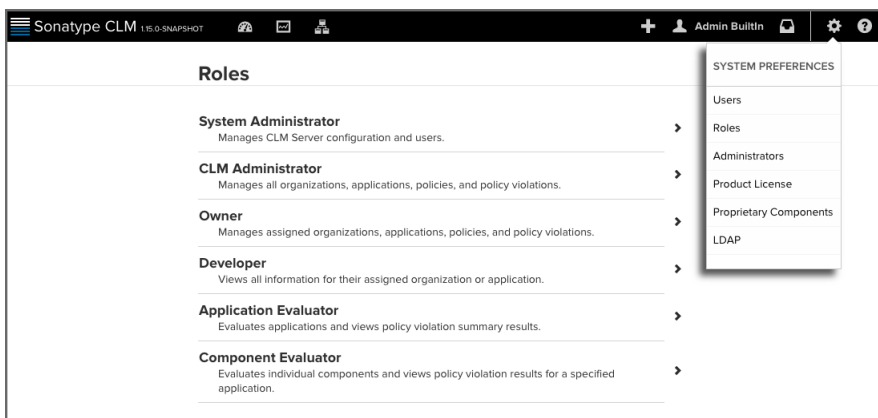 Sonatype CLM 1.15.0-SNAPSHOT
Admin BuiltIn
SYSTEM PREFERENCES
Users
Roles
Administrators
Product License
Proprietary Components
LDAP
Roles
System Administrator
Manages CLM Server configuration and users.
CLM Administrator
Manages all organizations, applications, policies, and policy violations.
Owner
Manages assigned organizations, applications, policies, and policy violations.
Developer
Views all information for their assigned organization or application.
Application Evaluator
Evaluates applications and views policy violation summary results.
Component Evaluator
Evaluates individual components and views policy violation results for a specified
application.